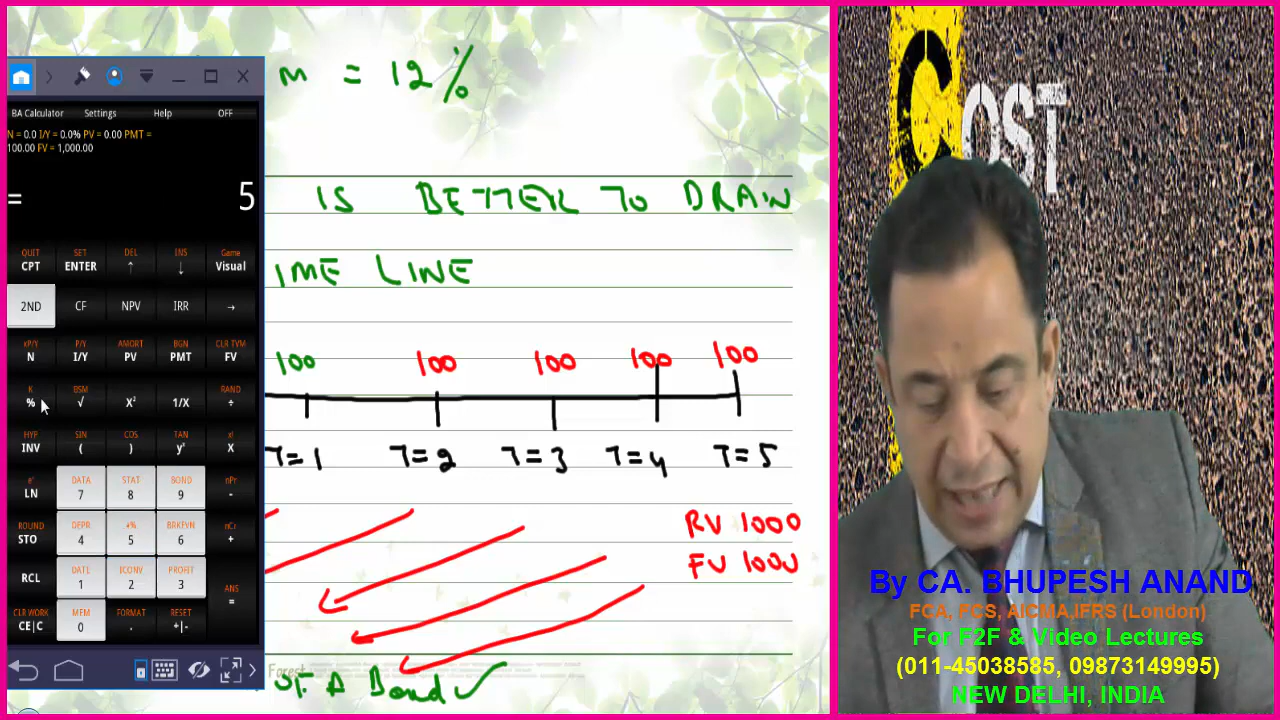 m = 12%
BA Calculator Settings Help OFF
N = 0.0 I/Y = 0.0% PV = 0.00 PMT =
100.00 FV = 1,000.00
= 5
IS BETTER TO DRAW
IME LINE
QUIT SET DEL INS Game
CPT ENTER ↑ ↓ Visual
2ND CF NPV IRR →
xP/Y P/Y AMORT BGN CLR TVM
N I/Y PV PMT FV
K BSM RAND
% √ X² 1/X ÷
HYP SIN COS TAN x!
INV ( ) yˣ X
eˣ DATA STAT BOND nPr
LN 7 8 9 -
ROUND DEPR +% BRKEVN nCr
STO 4 5 6 +
DATE ICONV PROFIT ANS
RCL 1 2 3 =
CLR WORK MEM FORMAT RESET
CE|C 0 . +|-
100 100 100 100 100
T=1 T=2 T=3 T=4 T=5
RV 1000
FV 1000
Forest
OF A Bond ✓
COST
By CA. BHUPESH ANAND
FCA, PCS, AICMA,IFRS (London)
For F2F & Video Lectures
(011-45038585, 09873149995)
NEW DELHI, INDIA